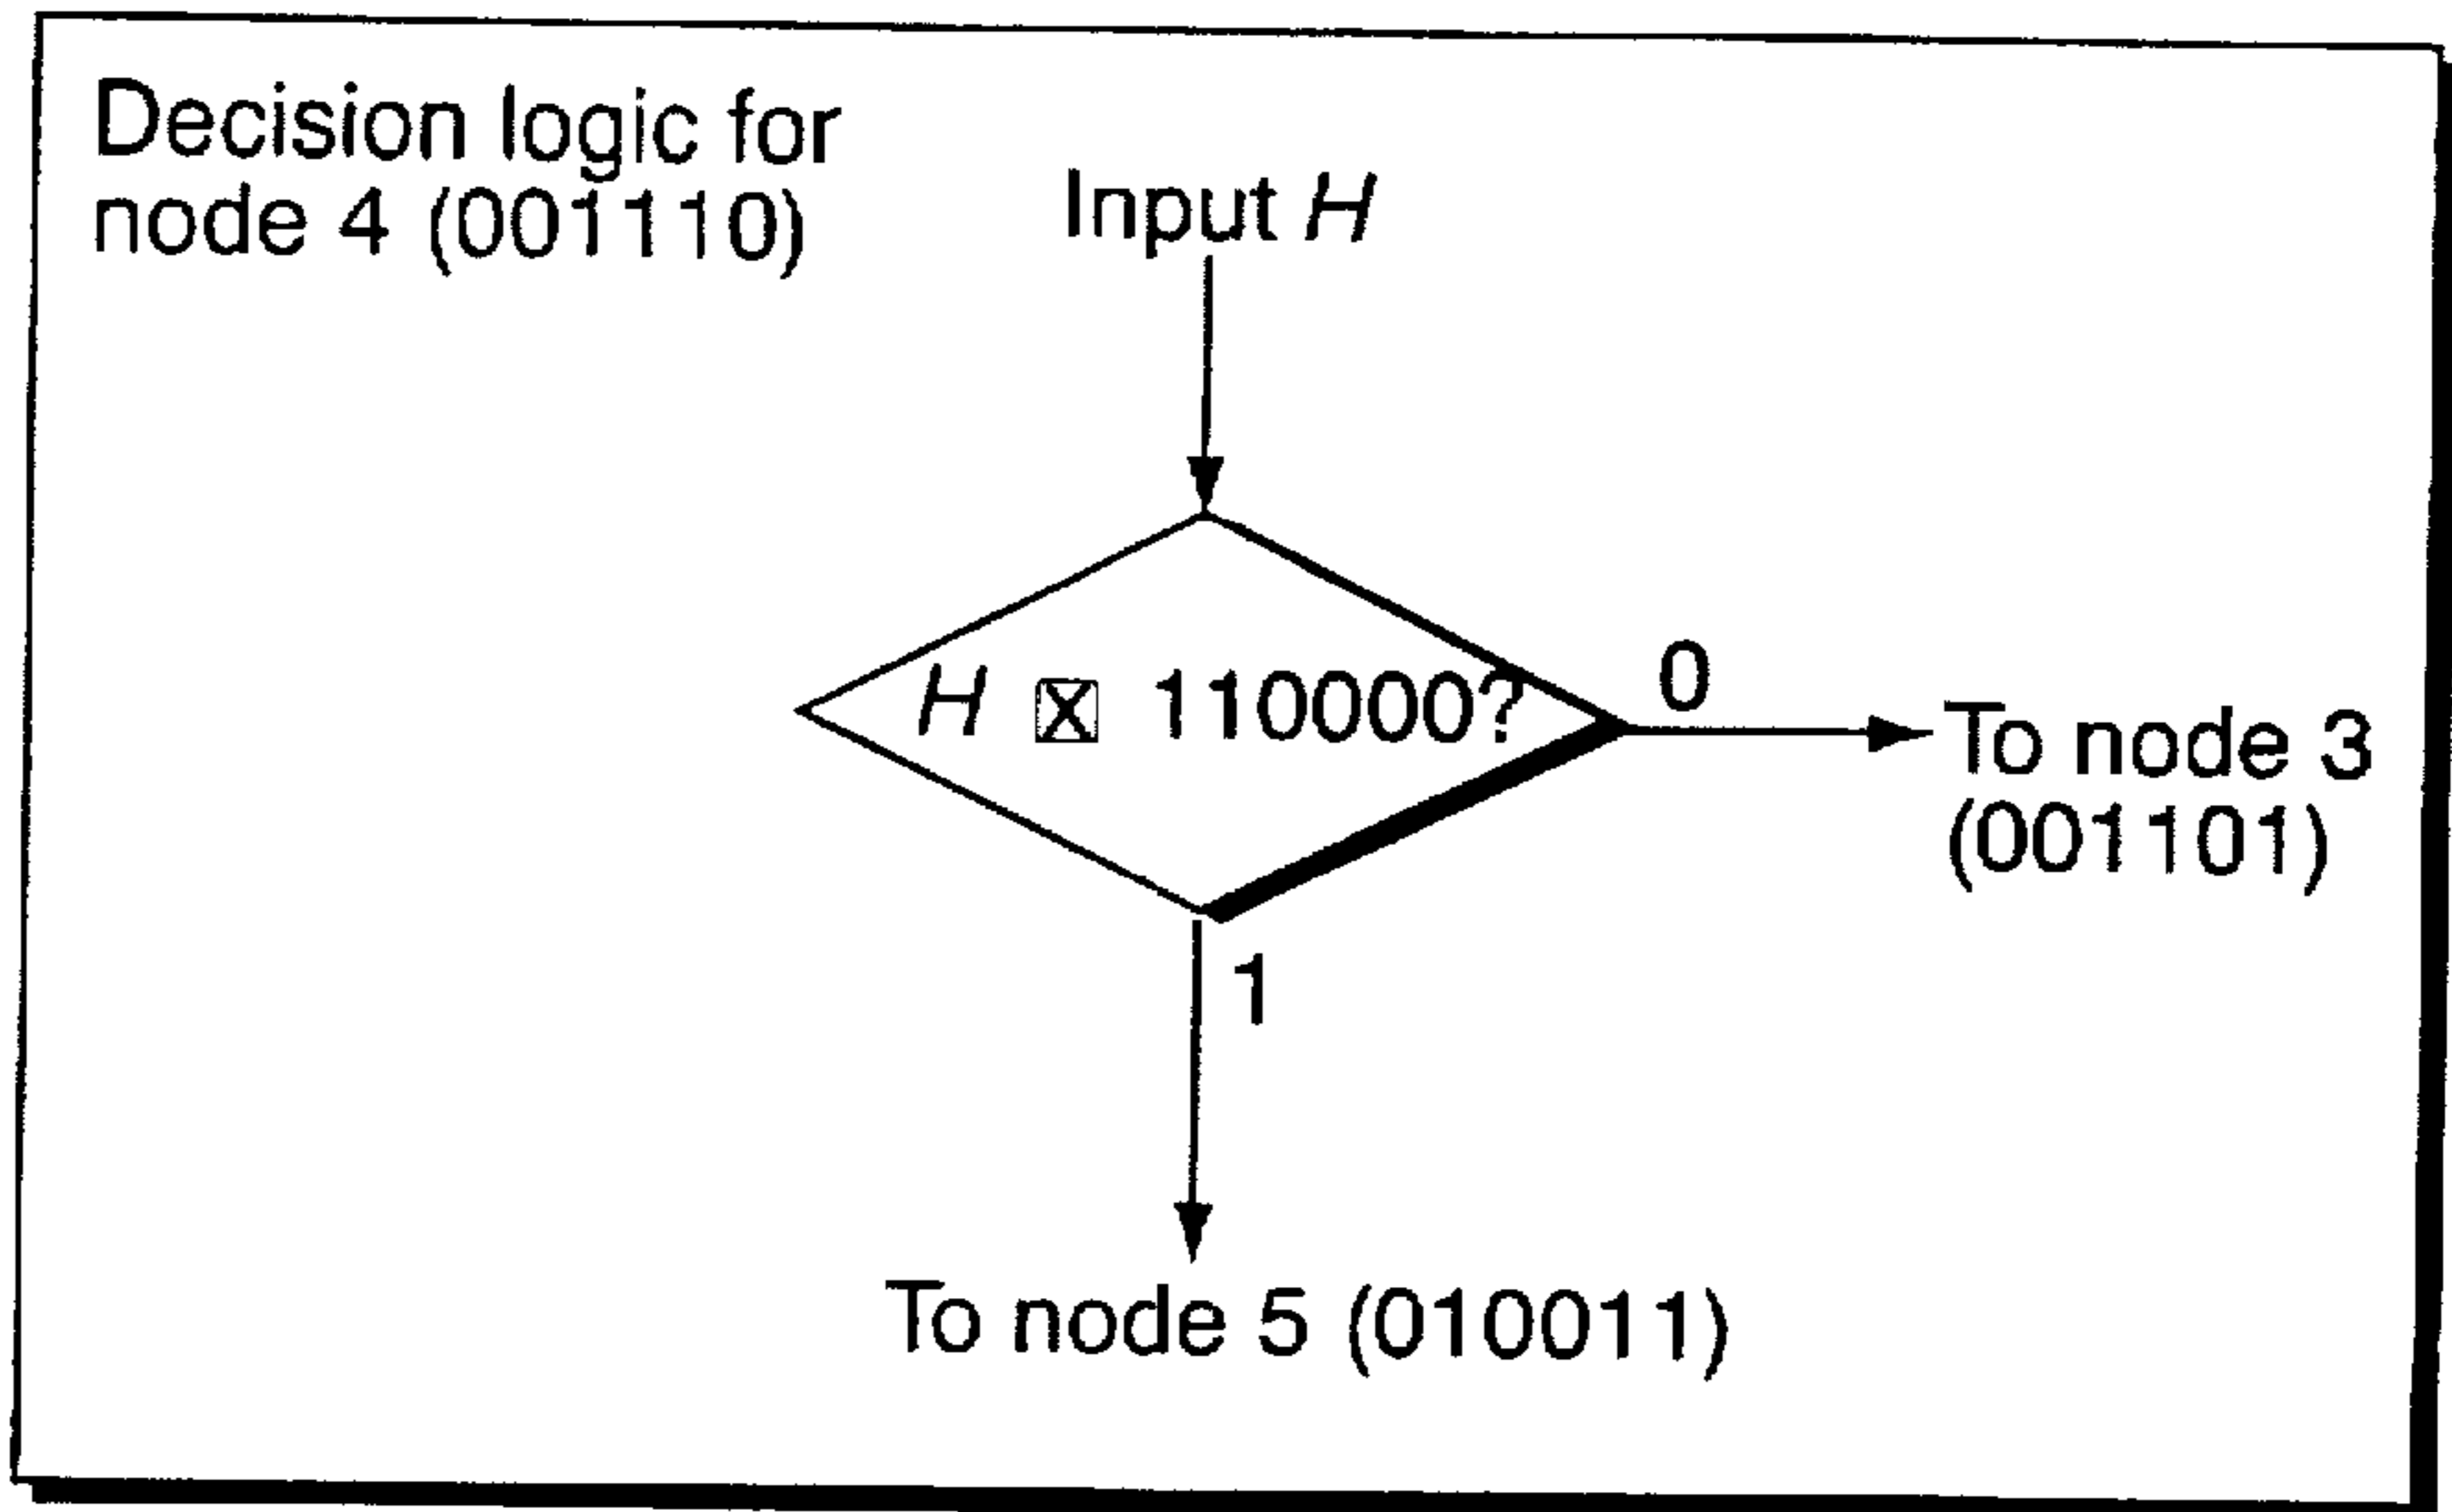 Decision logic for
node 4 (001110)
Input H
H ☒ 110000?
0
To node 3
(001101)
1
To node 5 (010011)